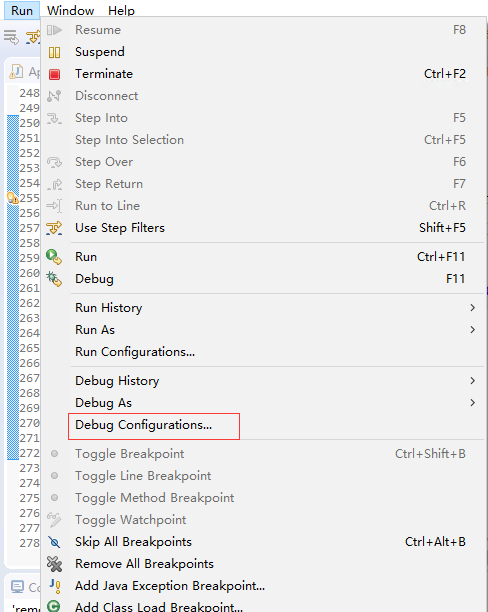 Run Window Help
Resume F8
Suspend
Terminate Ctrl+F2
Disconnect
Step Into F5
Step Into Selection Ctrl+F5
Step Over F6
Step Return F7
Run to Line Ctrl+R
Use Step Filters Shift+F5
Run Ctrl+F11
Debug F11
Run History
Run As
Run Configurations...
Debug History
Debug As
Debug Configurations...
Toggle Breakpoint Ctrl+Shift+B
Toggle Line Breakpoint
Toggle Method Breakpoint
Toggle Watchpoint
Skip All Breakpoints Ctrl+Alt+B
Remove All Breakpoints
Add Java Exception Breakpoint...
Add Class Load Breakpoint...
248
249
250
251
252
253
254
255
256
257
258
259
260
261
262
263
264
265
266
267
268
269
270
271
272
273
274
275
276
277
278